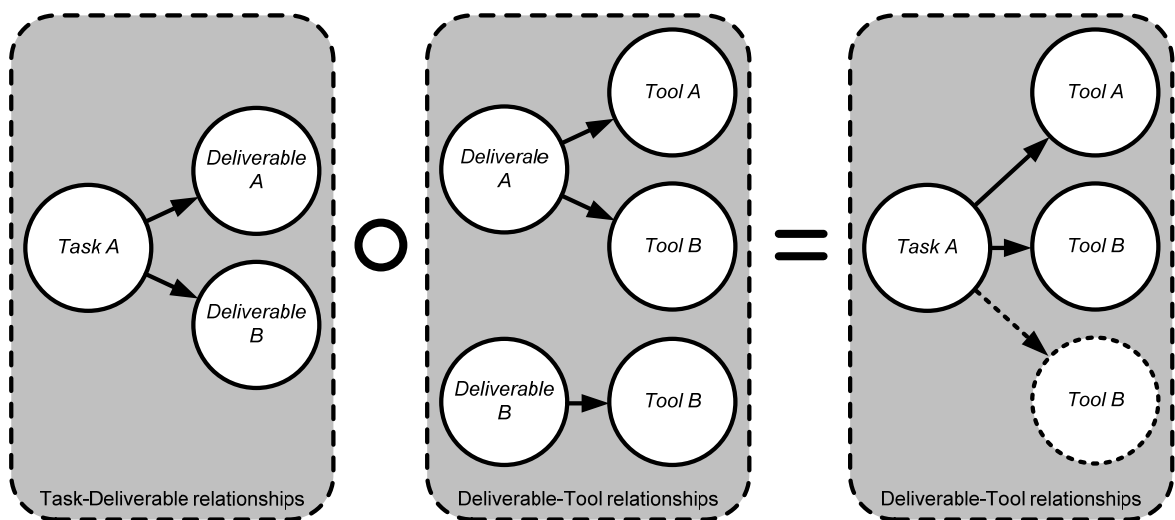 Task A
Deliverable
A
Deliverable
B
Task-Deliverable relationships
Tool A
Deliverale
A
Tool B
Deliverable
B
Tool B
Deliverable-Tool relationships
Tool A
Task A
Tool B
Tool B
Deliverable-Tool relationships